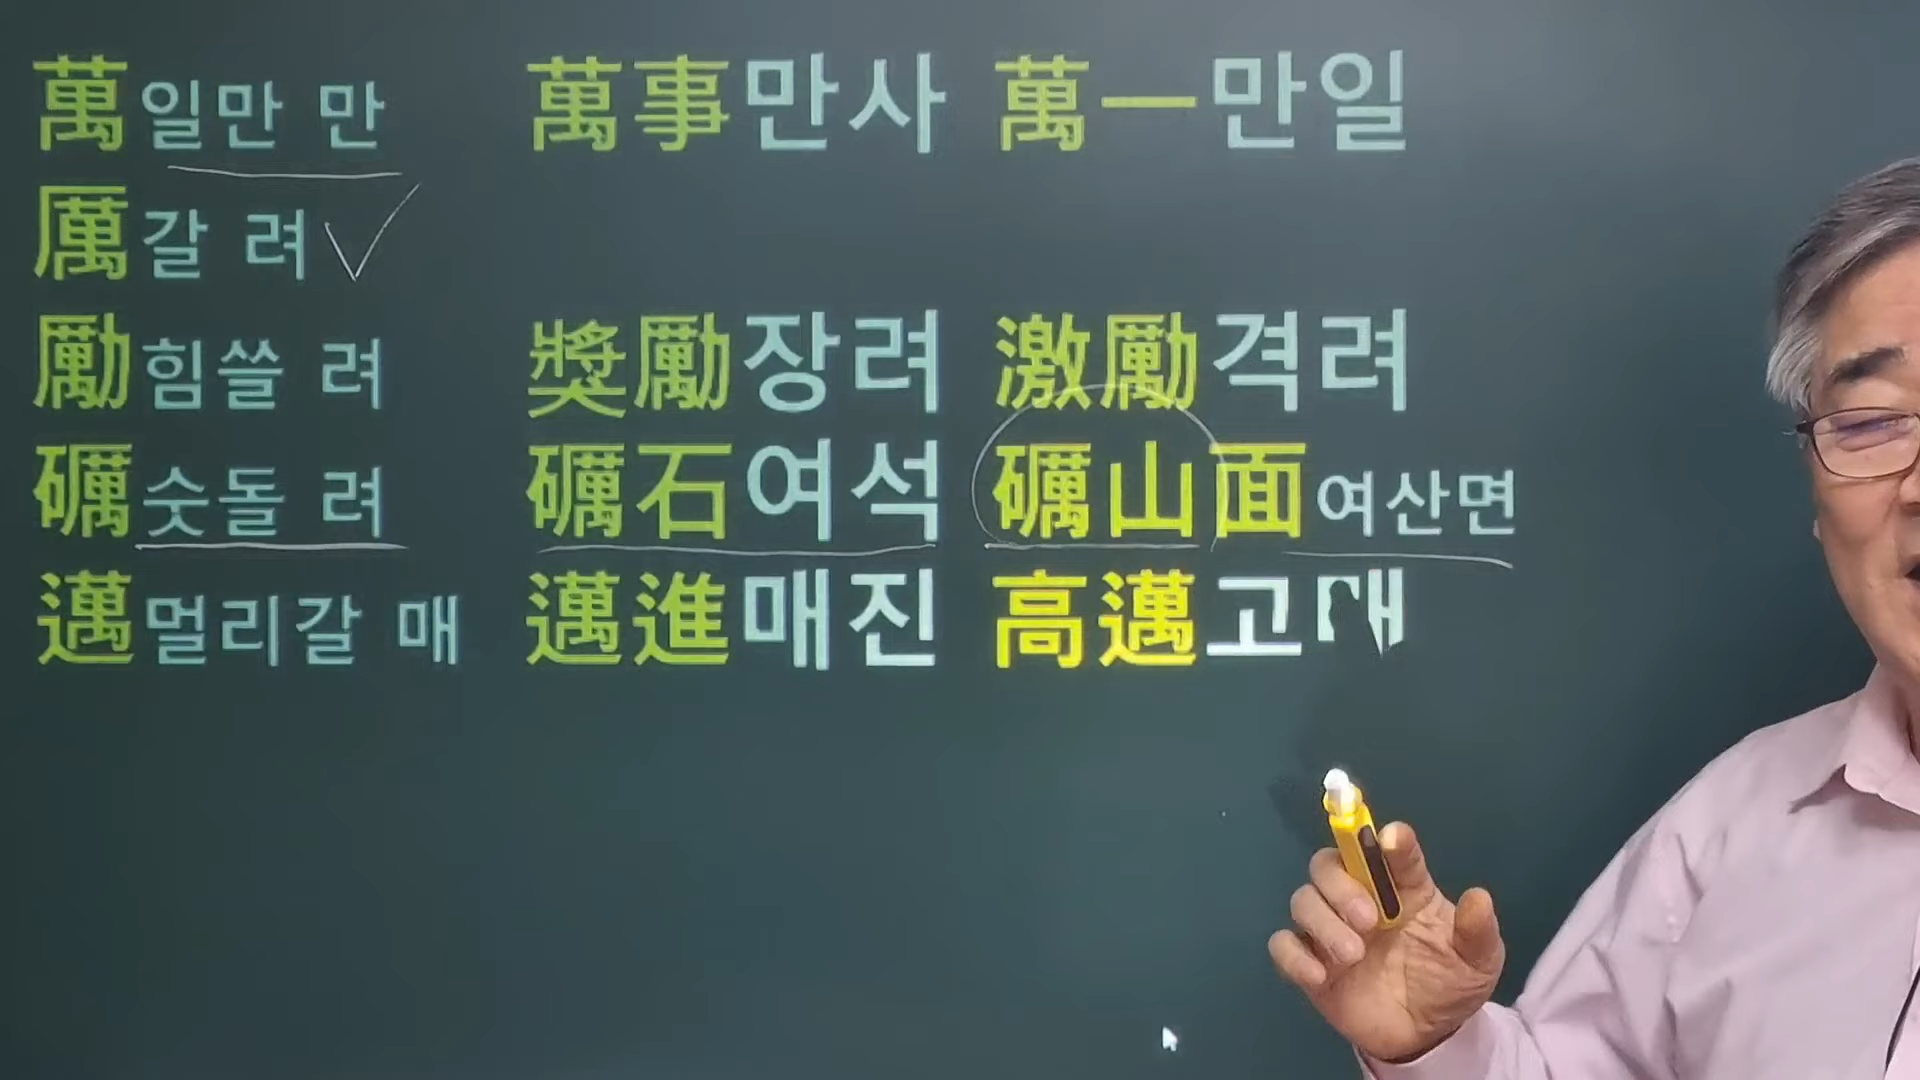 萬 일만 만 萬事 만사 萬一 만일
厲 갈 려
勵 힘쓸 려 奬勵 장려 激勵 격려
礪 숫돌 려 礪石 여석 礪山面 여산면
邁 멀리갈 매 邁進 매진 高邁 고매